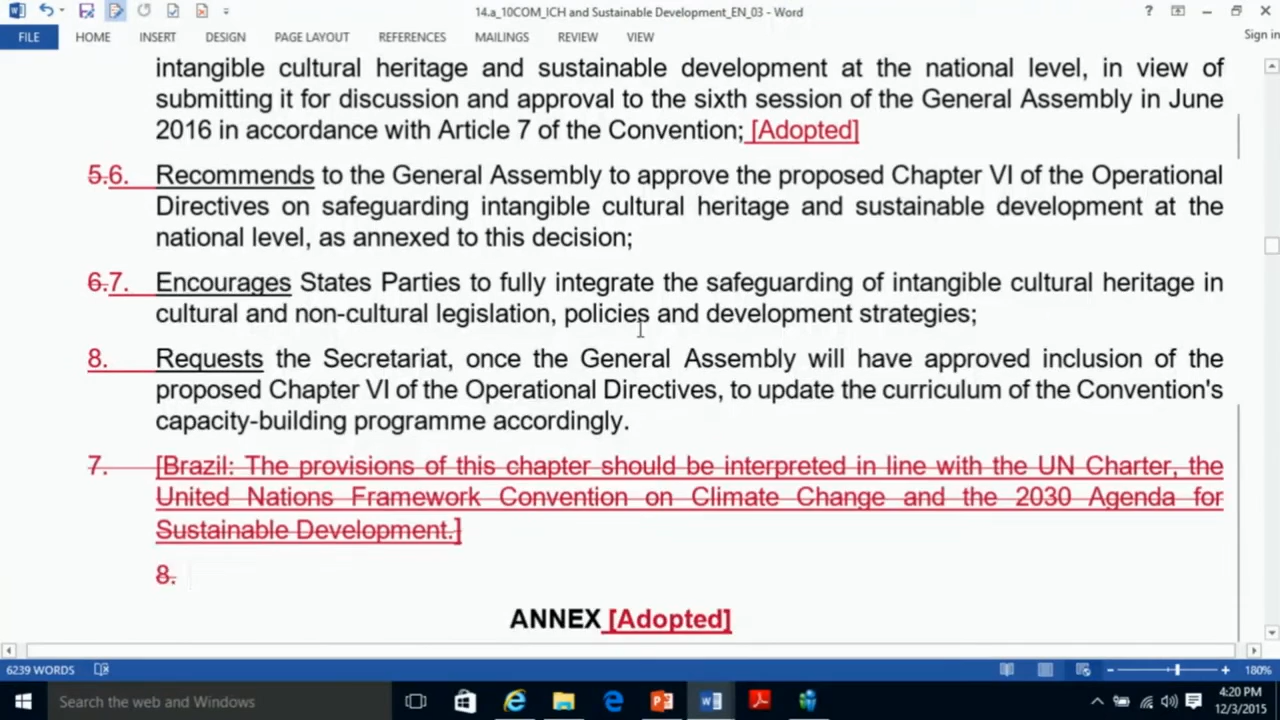 14.a_10COM_ICH and Sustainable Development_EN_03 - Word
FILE HOME INSERT DESIGN PAGE LAYOUT REFERENCES MAILINGS REVIEW VIEW Sign in
intangible cultural heritage and sustainable development at the national level, in view of
submitting it for discussion and approval to the sixth session of the General Assembly in June
2016 in accordance with Article 7 of the Convention; [Adopted]
5.6. Recommends to the General Assembly to approve the proposed Chapter VI of the Operational
Directives on safeguarding intangible cultural heritage and sustainable development at the
national level, as annexed to this decision;
6.7. Encourages States Parties to fully integrate the safeguarding of intangible cultural heritage in
cultural and non-cultural legislation, policies and development strategies;
8. Requests the Secretariat, once the General Assembly will have approved inclusion of the
proposed Chapter VI of the Operational Directives, to update the curriculum of the Convention's
capacity-building programme accordingly.
7. [Brazil: The provisions of this chapter should be interpreted in line with the UN Charter, the
United Nations Framework Convention on Climate Change and the 2030 Agenda for
Sustainable Development.]
8.
ANNEX [Adopted]
6239 WORDS 180%
Search the web and Windows 4:20 PM
12/3/2015